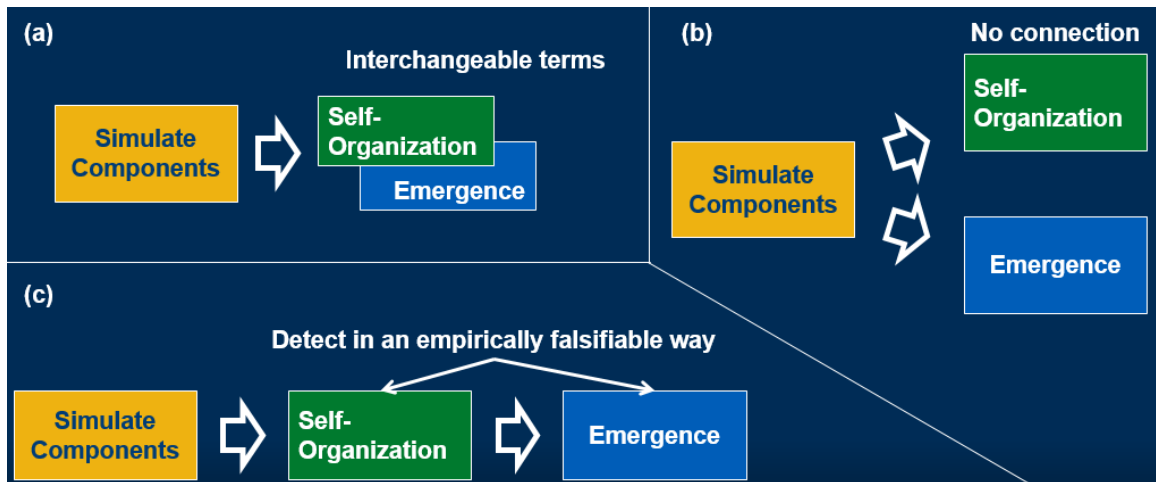 (a)
Interchangeable terms
Simulate
Components
Self-
Organization
Emergence
(b)
No connection
Self-
Organization
Simulate
Components
Emergence
(c)
Detect in an empirically falsifiable way
Simulate
Components
Self-
Organization
Emergence